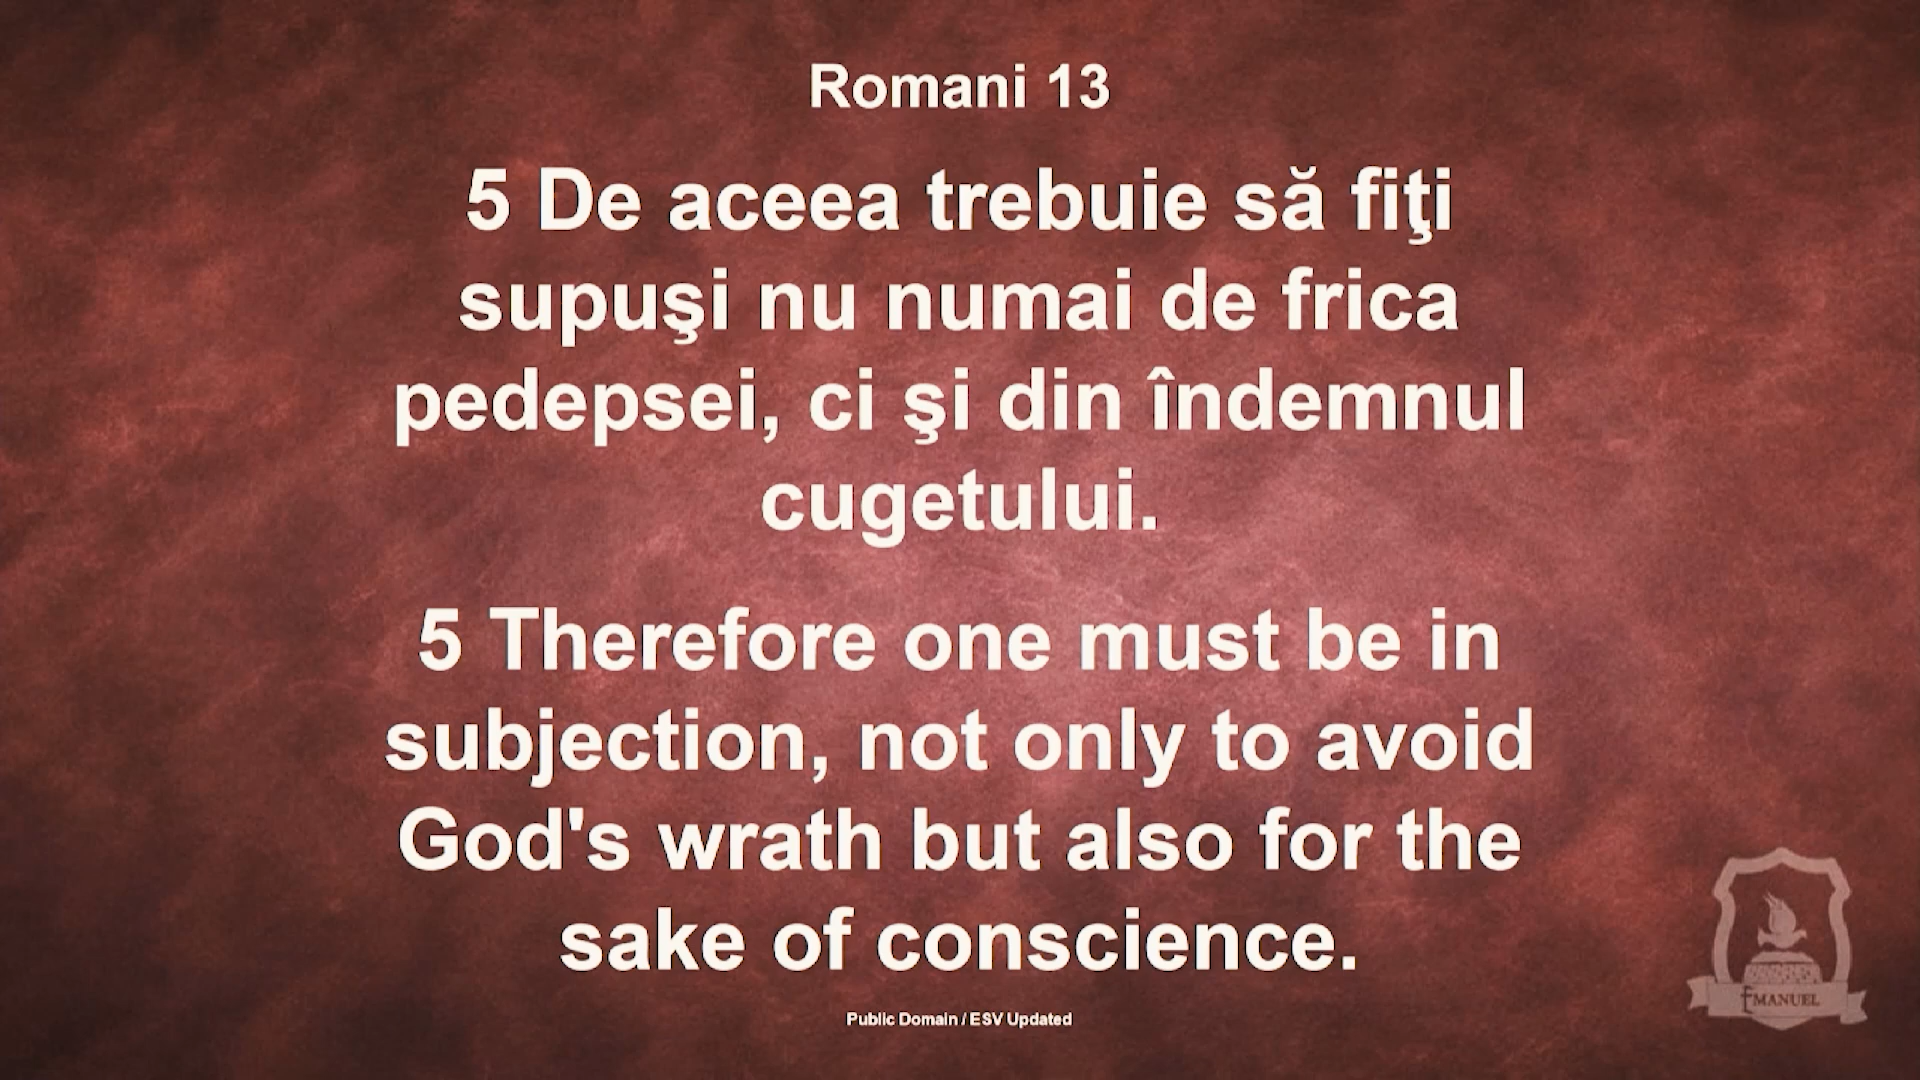 Romani 13
5 De aceea trebuie să fiţi
supuşi nu numai de frica
pedepsei, ci şi din îndemnul
cugetului.
5 Therefore one must be in
subjection, not only to avoid
God's wrath but also for the
sake of conscience.
Public Domain / ESV Updated
EMANUEL